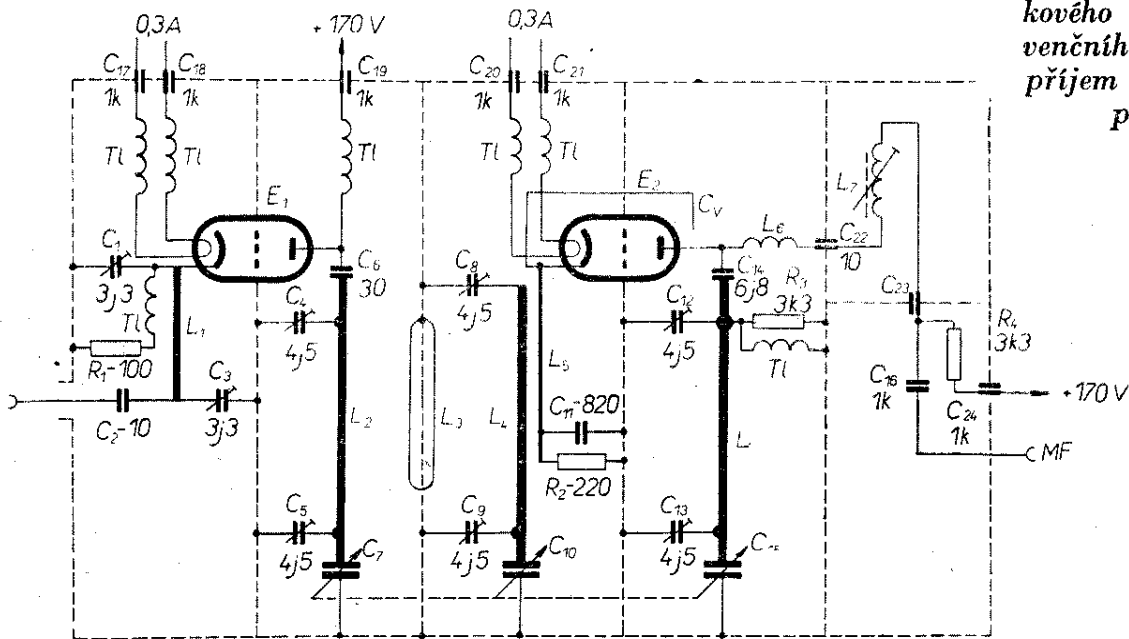 0,3A
+170 V
0,3A
kového
venčníh
příjem
p
C17
1k
C18
C19
1k
C20
1k
C21
1k
Tl
Tl
Tl
Tl
Tl
L7
E1
E2
CV
L6
C22
10
C1
3j3
C6
30
C8
4j5
C14
6j8
R3
3k3
C23
C4
4j5
C12
4j5
R4
3k3
Tl
L1
R1-100
C3
3j3
C2-10
L2
L3
L4
L5
C11-820
R2-220
L
Tl
C16
1k
C24
1k
+170 V
MF
C5
4j5
C7
C9
4j5
C10
C13
4j5